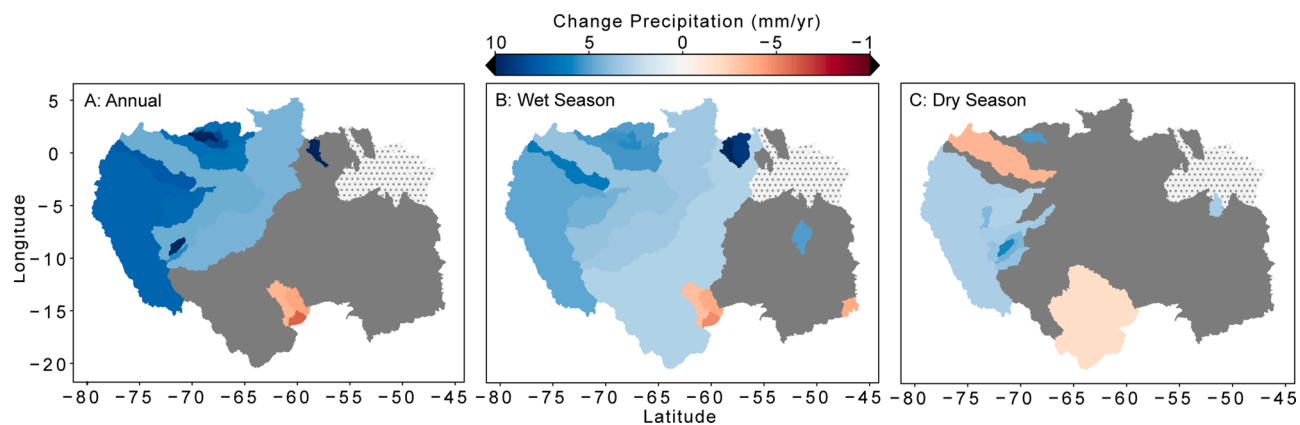 Change Precipitation (mm/yr)
10 5 0 −5 −1
A: Annual
B: Wet Season
C: Dry Season
5
0
−5
−10
−15
−20
Longitude
−80 −75 −70 −65 −60 −55 −50 −45
−80 −75 −70 −65 −60 −55 −50 −45
−80 −75 −70 −65 −60 −55 −50 −45
Latitude